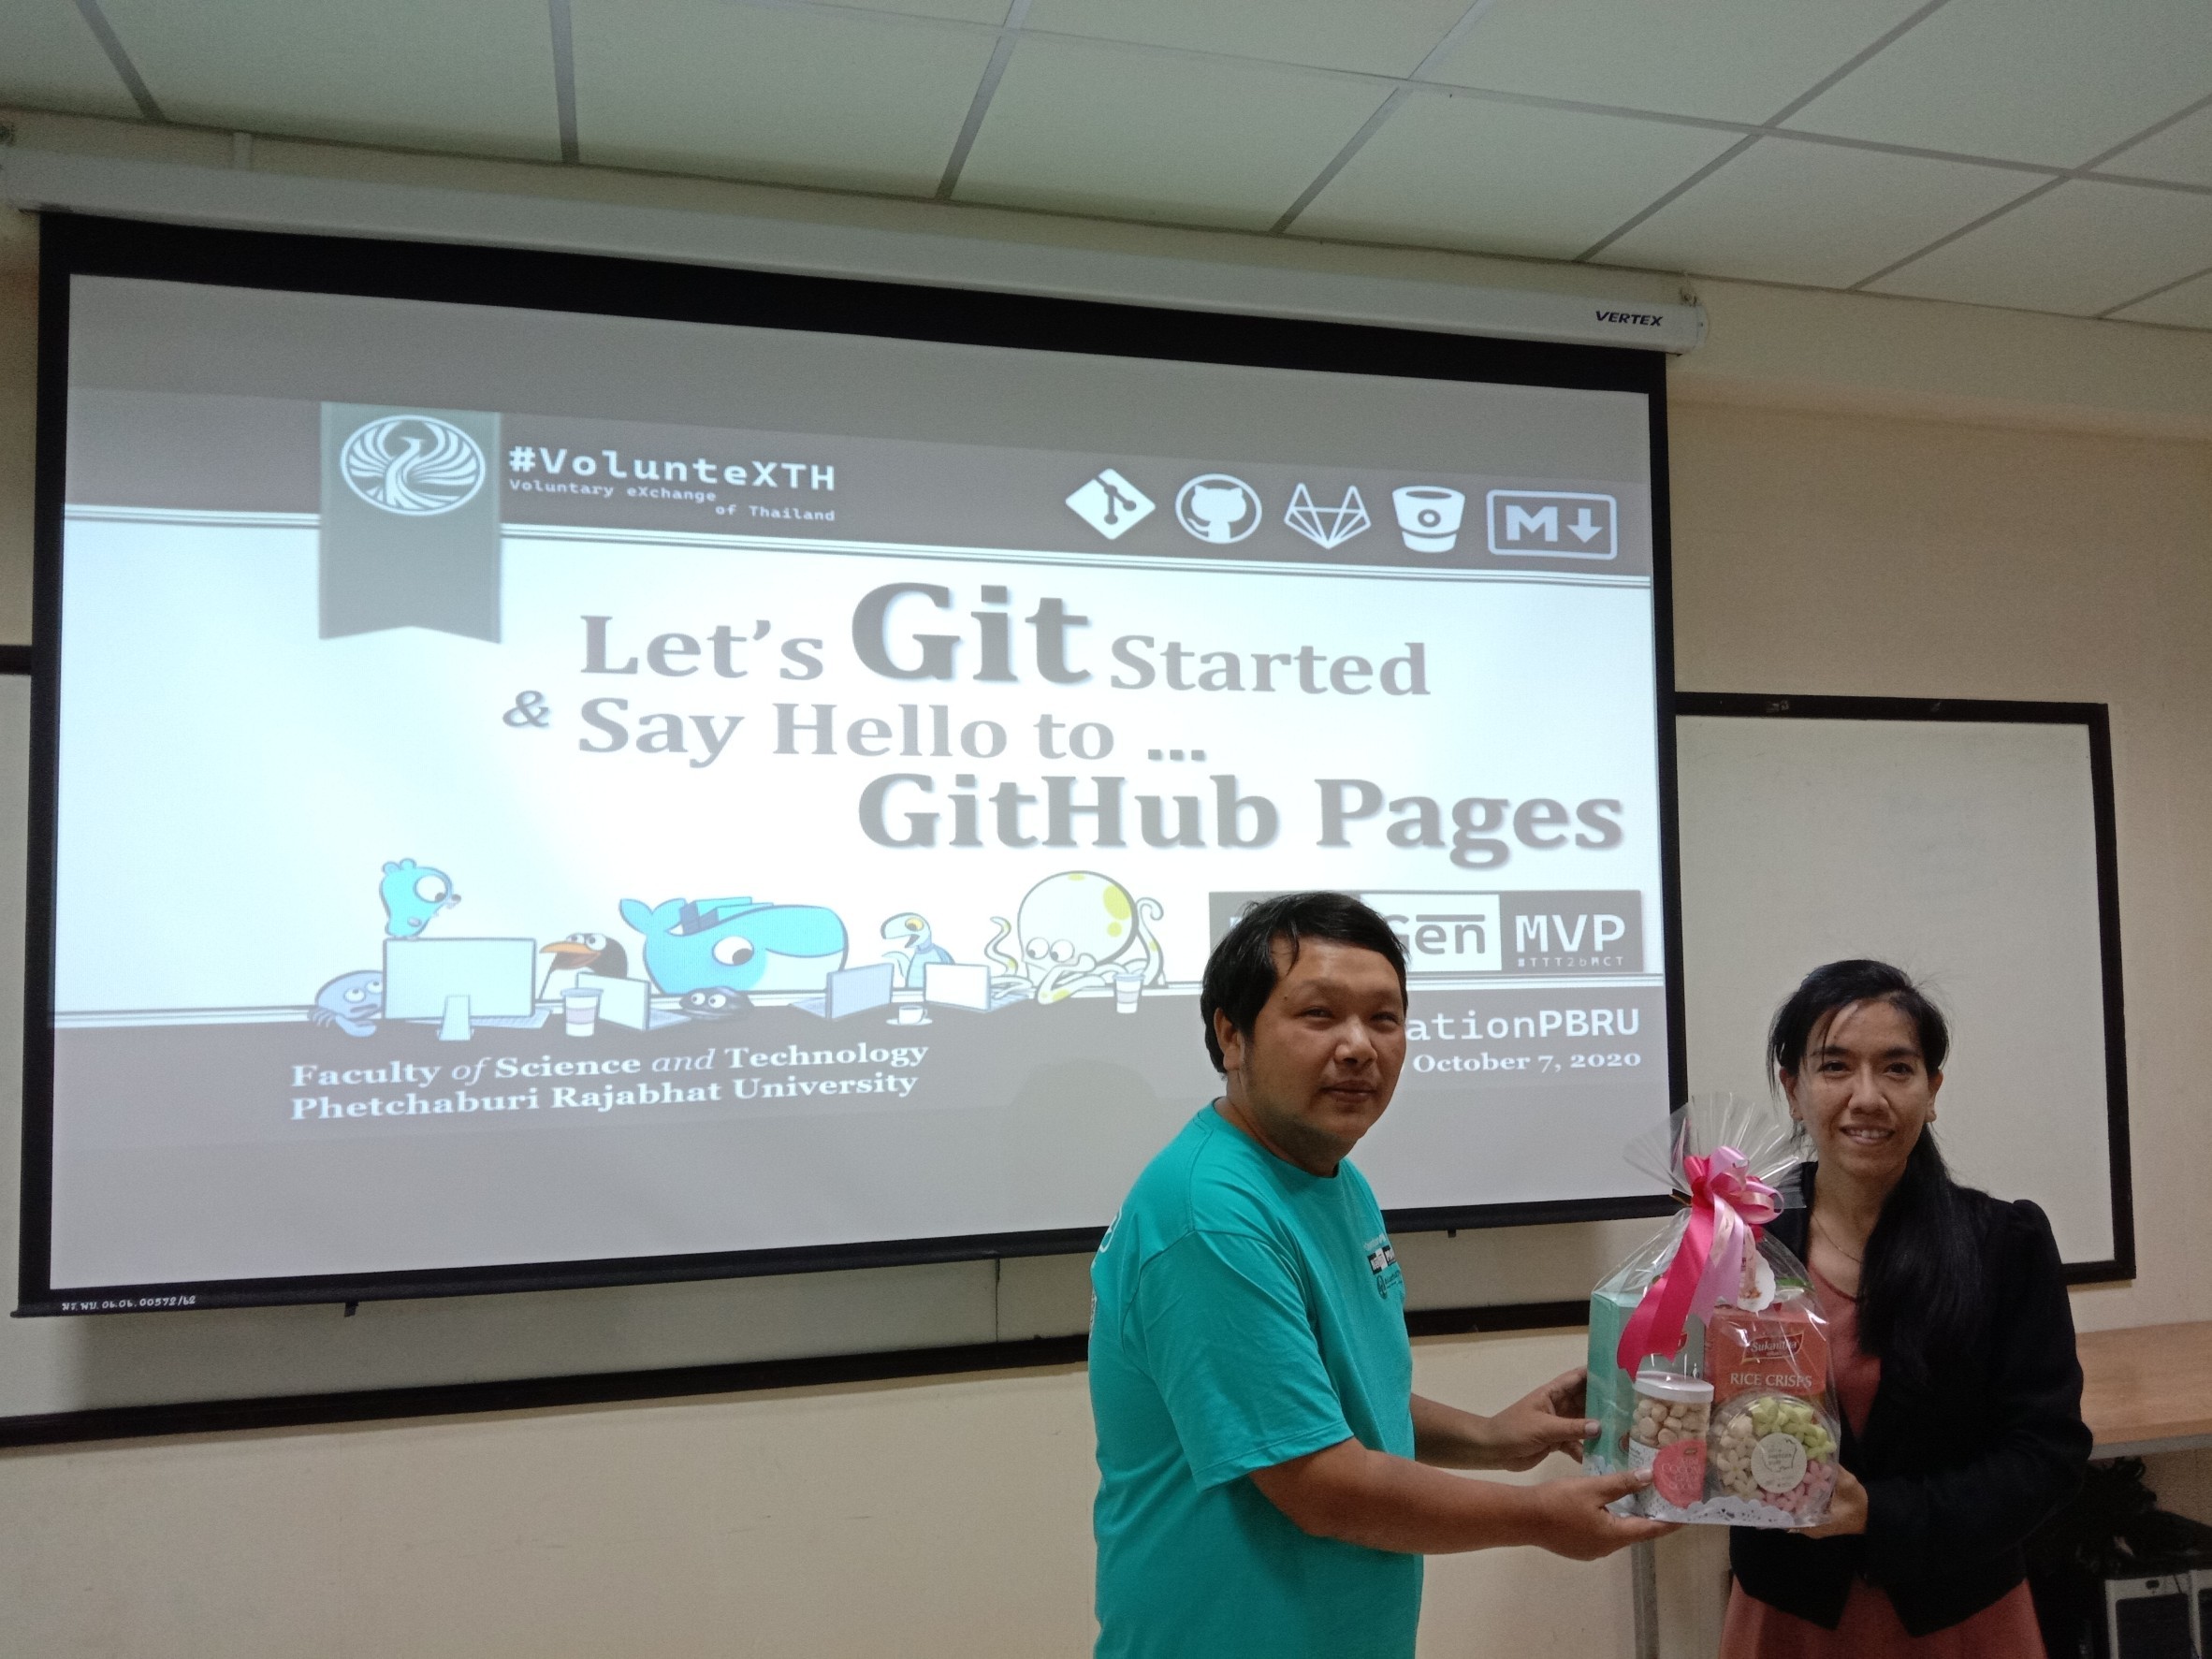 VERTEX
#VolunteXTH
Voluntary eXchange
of Thailand
M
Let's Git Started
& Say Hello to ...
GitHub Pages
Gen MVP
#TTT2bMCT
ationPBRU
October 7, 2020
Faculty of Science and Technology
Phetchaburi Rajabhat University
Sukanthа
RICE CRISPS